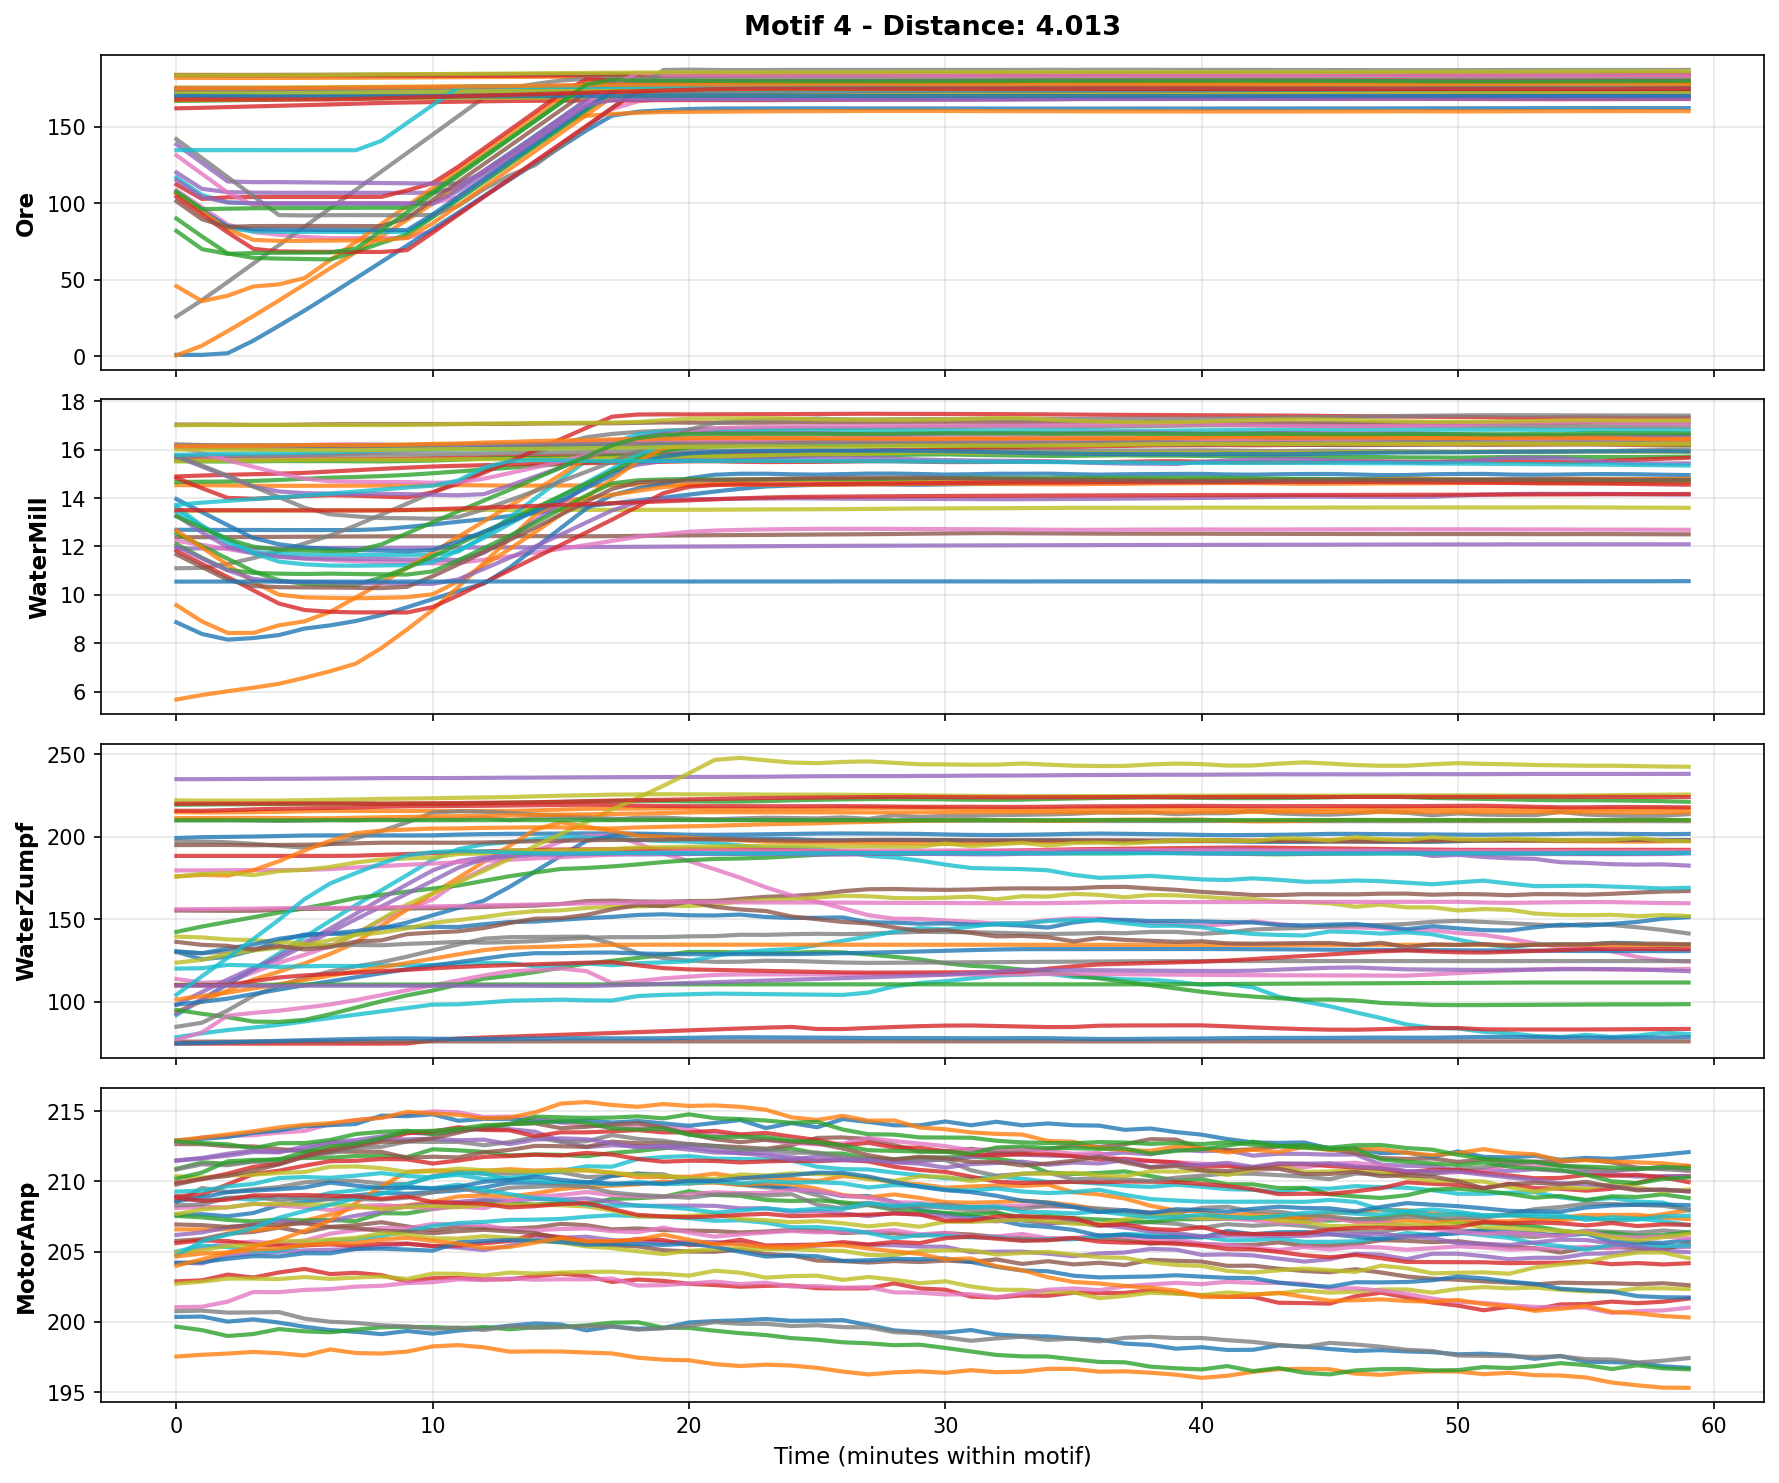 Motif 4 - Distance: 4.013
Ore
150
100
50
0
WaterMill
18
16
14
12
10
8
6
WaterZumpf
250
200
150
100
MotorAmp
215
210
205
200
195
0 10 20 30 40 50 60
Time (minutes within motif)